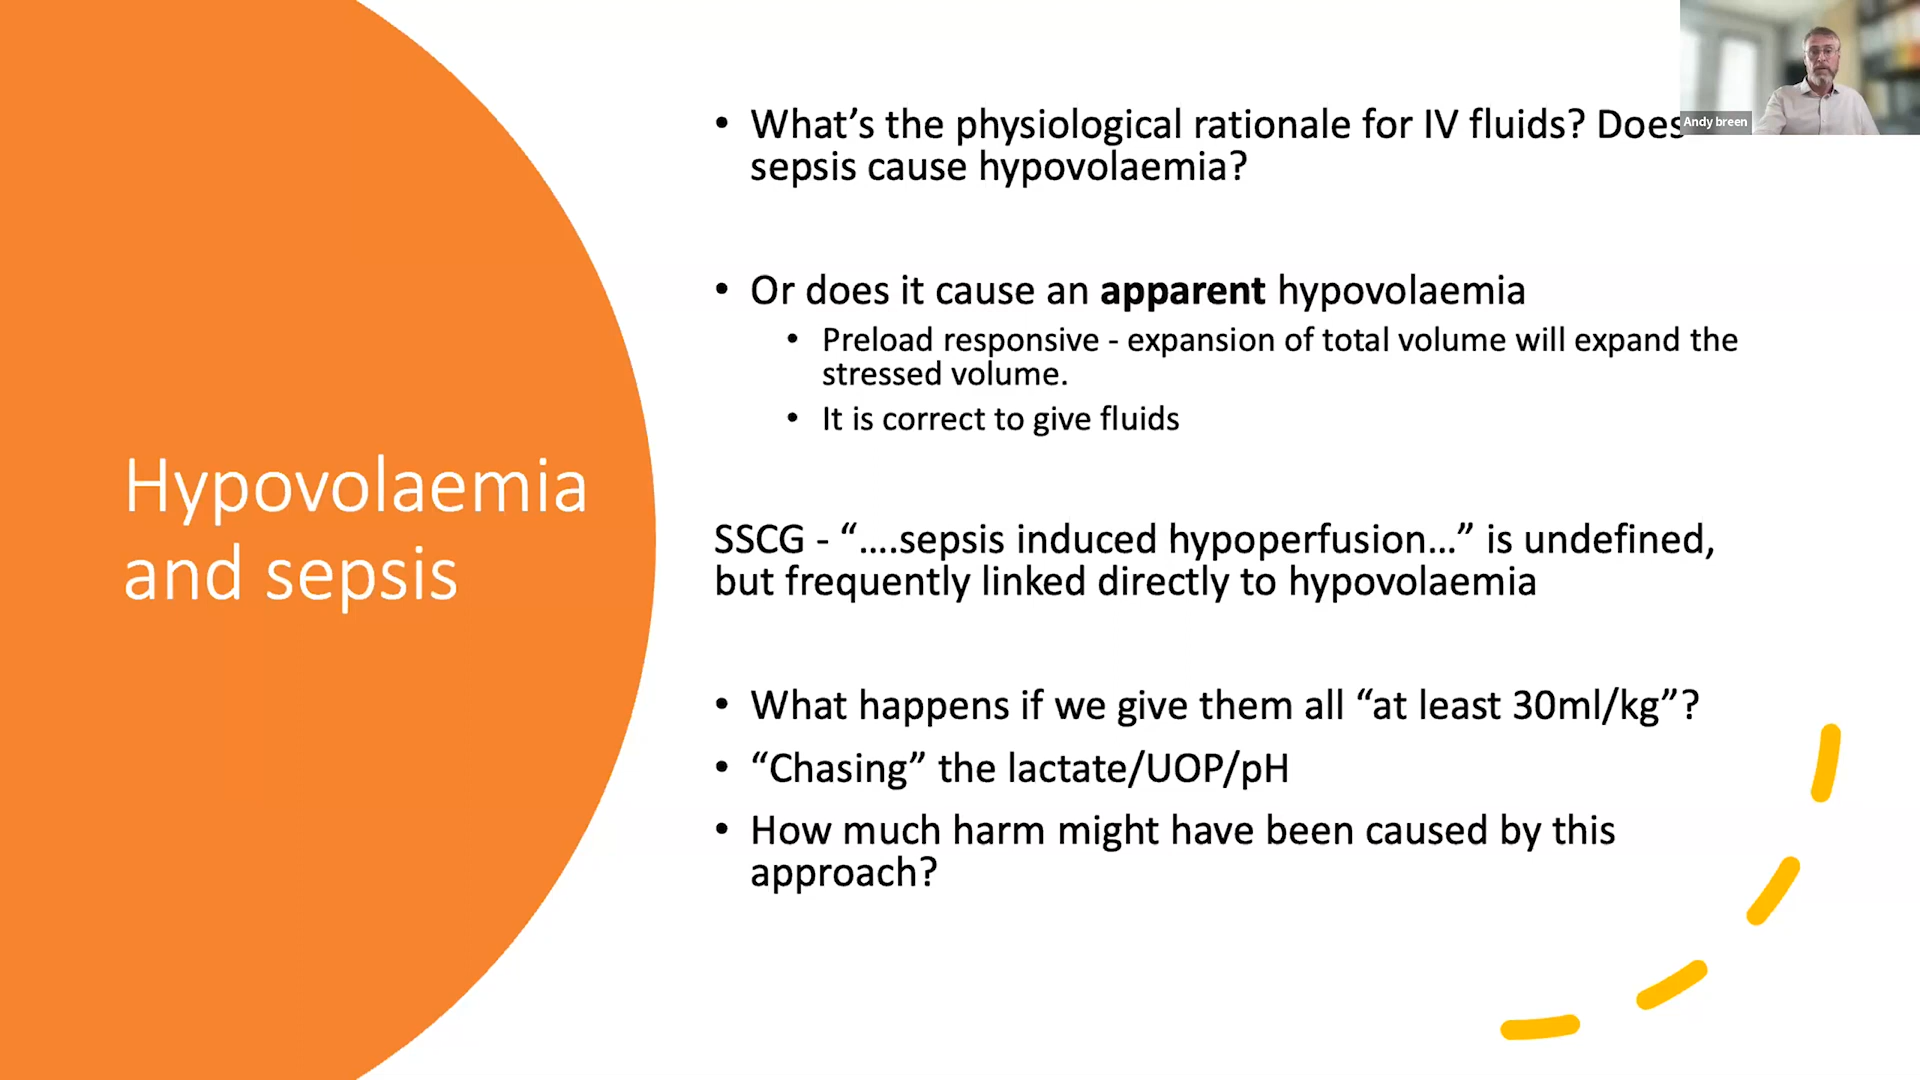 Hypovolaemia
and sepsis
• What’s the physiological rationale for IV fluids? Does
sepsis cause hypovolaemia?
• Or does it cause an apparent hypovolaemia
• Preload responsive - expansion of total volume will expand the
stressed volume.
• It is correct to give fluids
SSCG - “....sepsis induced hypoperfusion...” is undefined,
but frequently linked directly to hypovolaemia
• What happens if we give them all “at least 30ml/kg”?
• “Chasing” the lactate/UOP/pH
• How much harm might have been caused by this
approach?
Andy breen